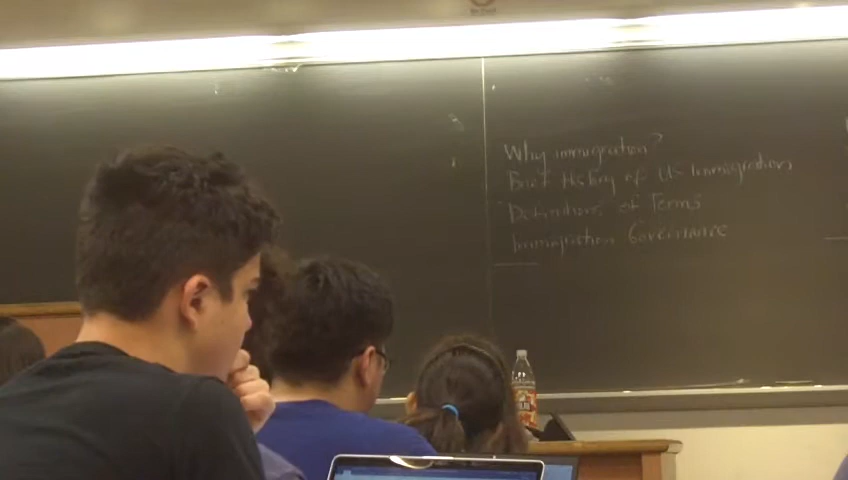 Why immigration?
Brief History of US Immigration
Definitions of Terms
Immigration Governance